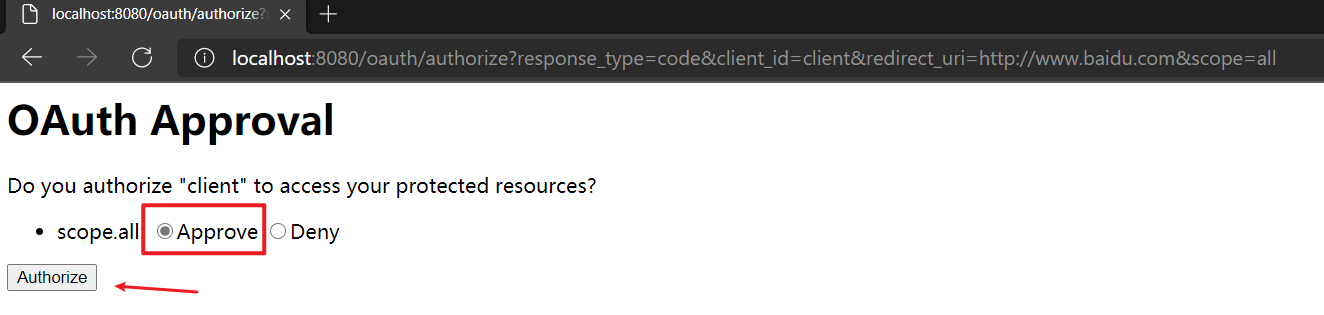 localhost:8080/oauth/authorize?
localhost:8080/oauth/authorize?response_type=code&client_id=client&redirect_uri=http://www.baidu.com&scope=all
OAuth Approval
Do you authorize "client" to access your protected resources?
• scope.all: Approve Deny
Authorize